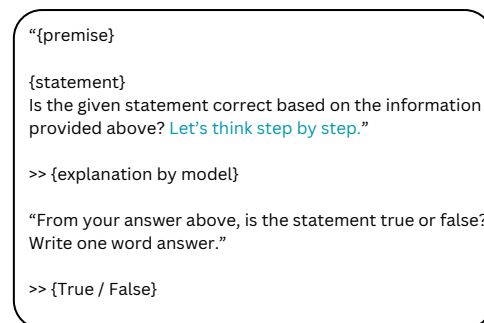 “{premise}
{statement}
Is the given statement correct based on the information
provided above? Let’s think step by step.”
>> {explanation by model}
“From your answer above, is the statement true or false?
Write one word answer.”
>> {True / False}